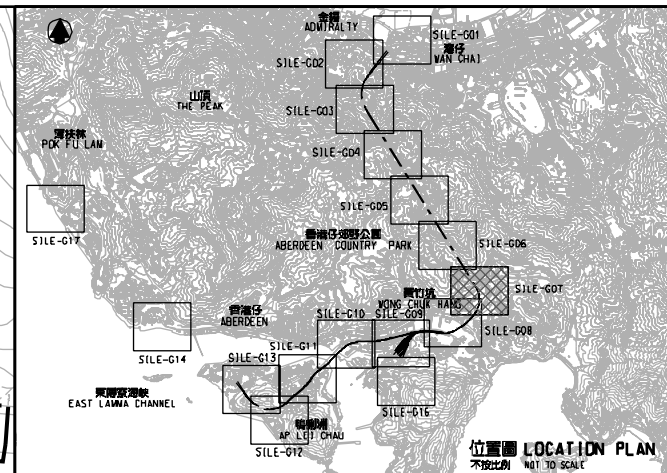 金鐘
ADMIRALTY
SILE-G01
灣仔
WAN CHAI
SILE-G02
山頂
THE PEAK
SILE-G03
薄扶林
POK FU LAM
SILE-G04
SILE-G05
SILE-G17
香港仔郊野公園
ABERDEEN COUNTRY PARK
SILE-G06
黃竹坑
WONG CHUK HANG
SILE-G07
香港仔
ABERDEEN
SILE-G10
SILE-G09
SILE-G08
SILE-G11
SILE-G14
SILE-G13
東博寮海峽
EAST LAMMA CHANNEL
SILE-G16
鴨脷洲
AP LEI CHAU
SILE-G12
位置圖 LOCATION PLAN
不按比例 NOT TO SCALE